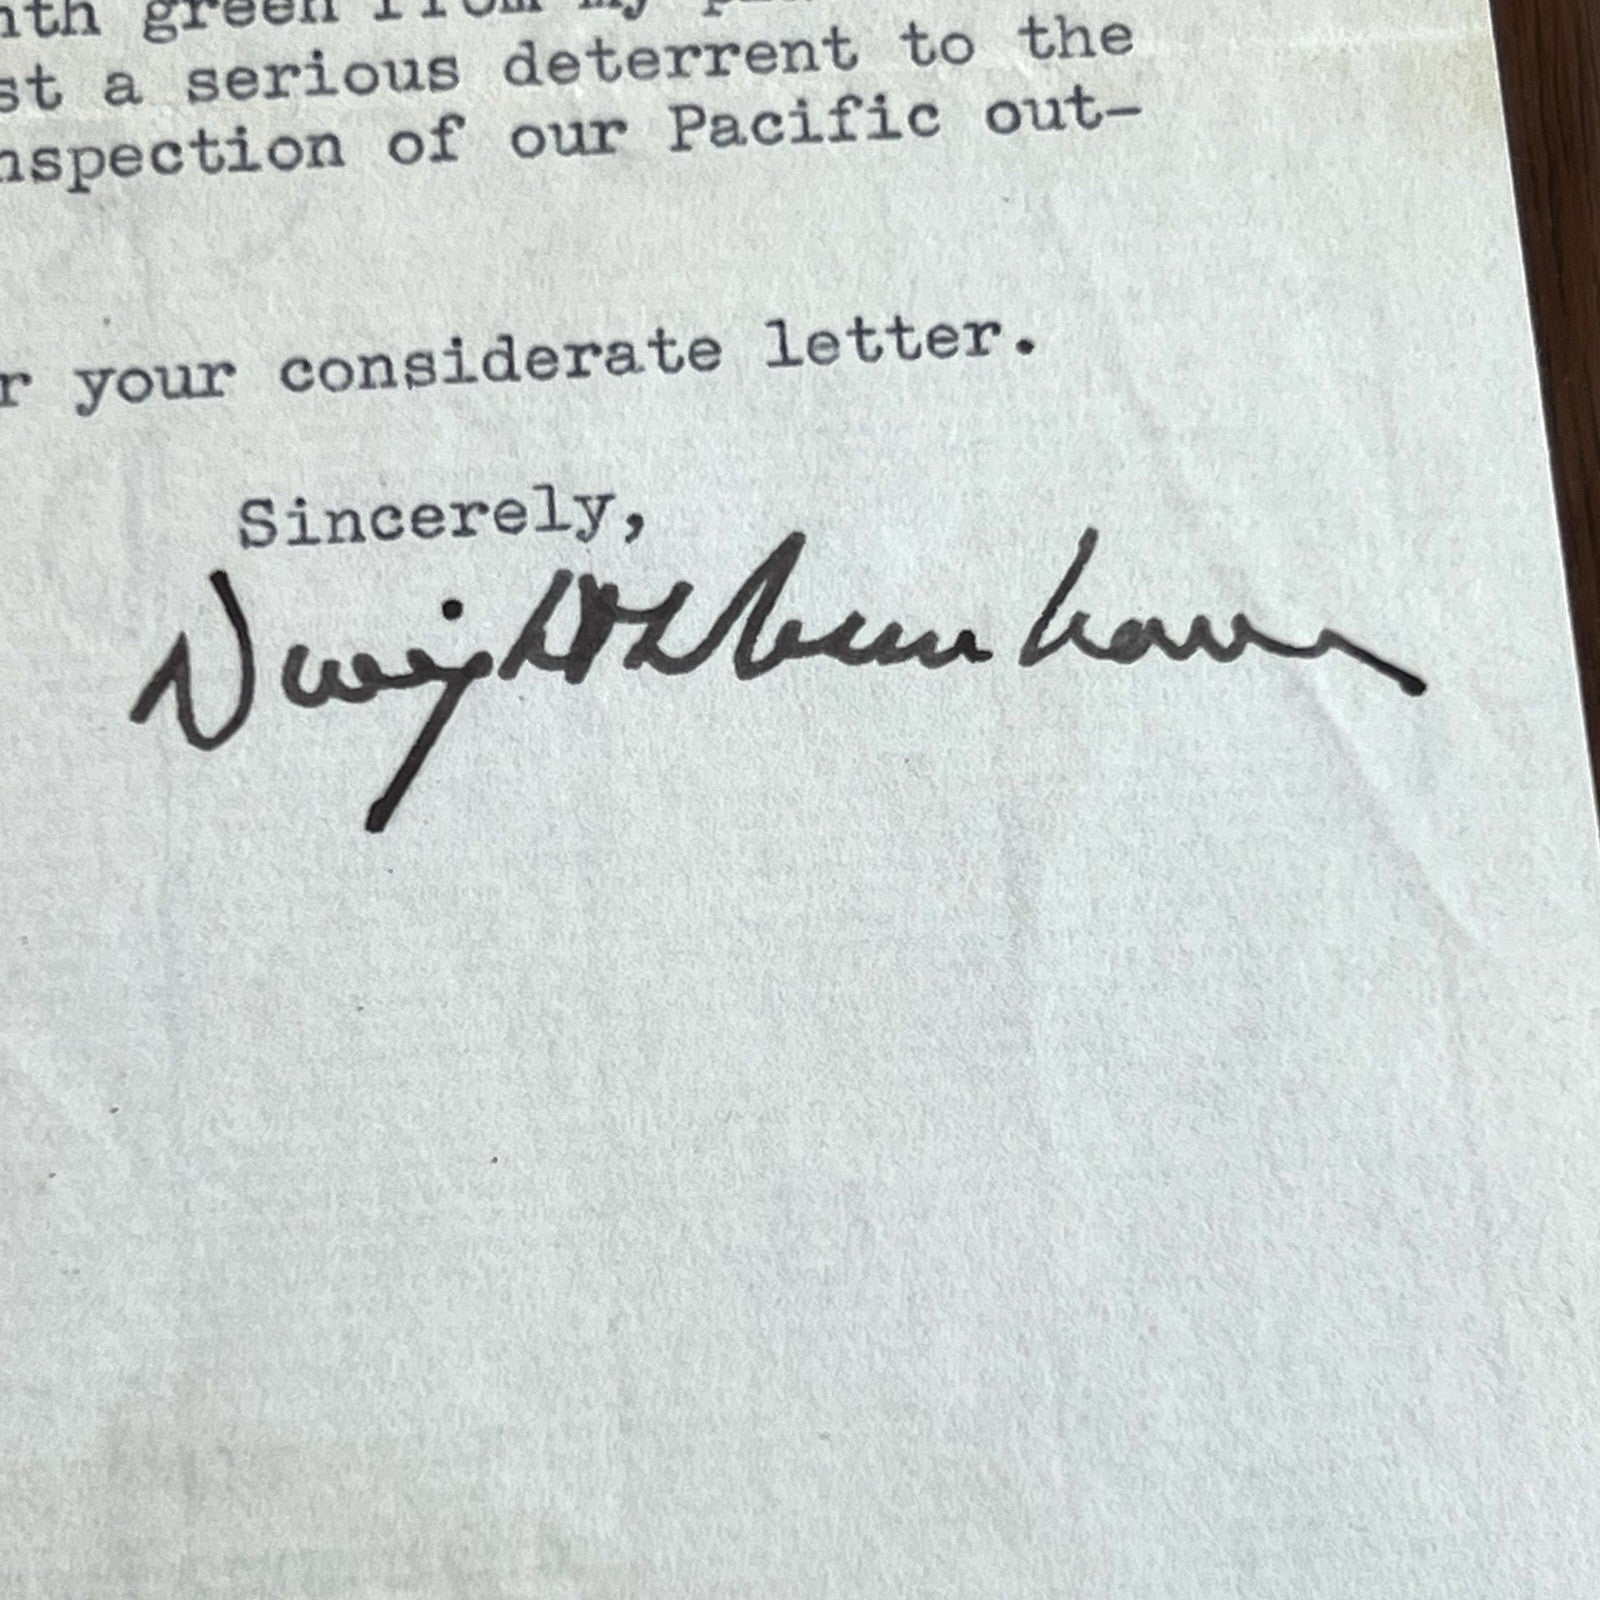 nth green from my
st a serious deterrent to the
nspection of our Pacific out-
r your considerate letter.
Sincerely,
Dwight D Eisenhower